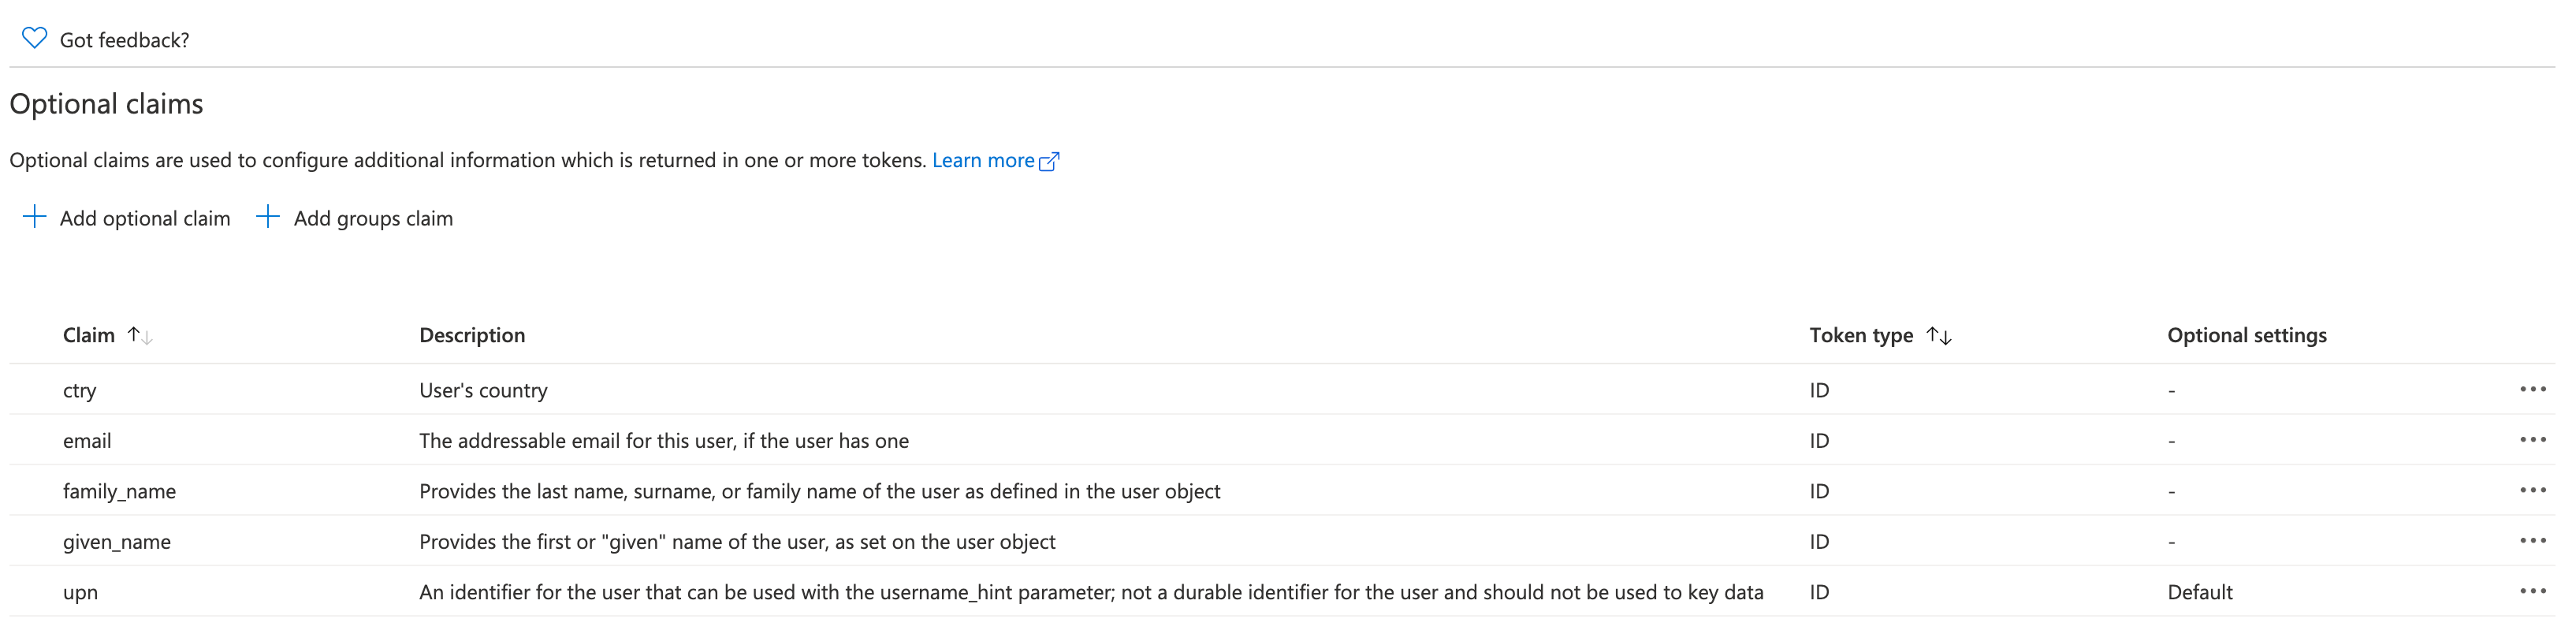 Got feedback?
Optional claims
Optional claims are used to configure additional information which is returned in one or more tokens. Learn more
Add optional claim Add groups claim
Claim Description Token type Optional settings
ctry User's country ID -
email The addressable email for this user, if the user has one ID -
family_name Provides the last name, surname, or family name of the user as defined in the user object ID -
given_name Provides the first or "given" name of the user, as set on the user object ID -
upn An identifier for the user that can be used with the username_hint parameter; not a durable identifier for the user and should not be used to key data ID Default